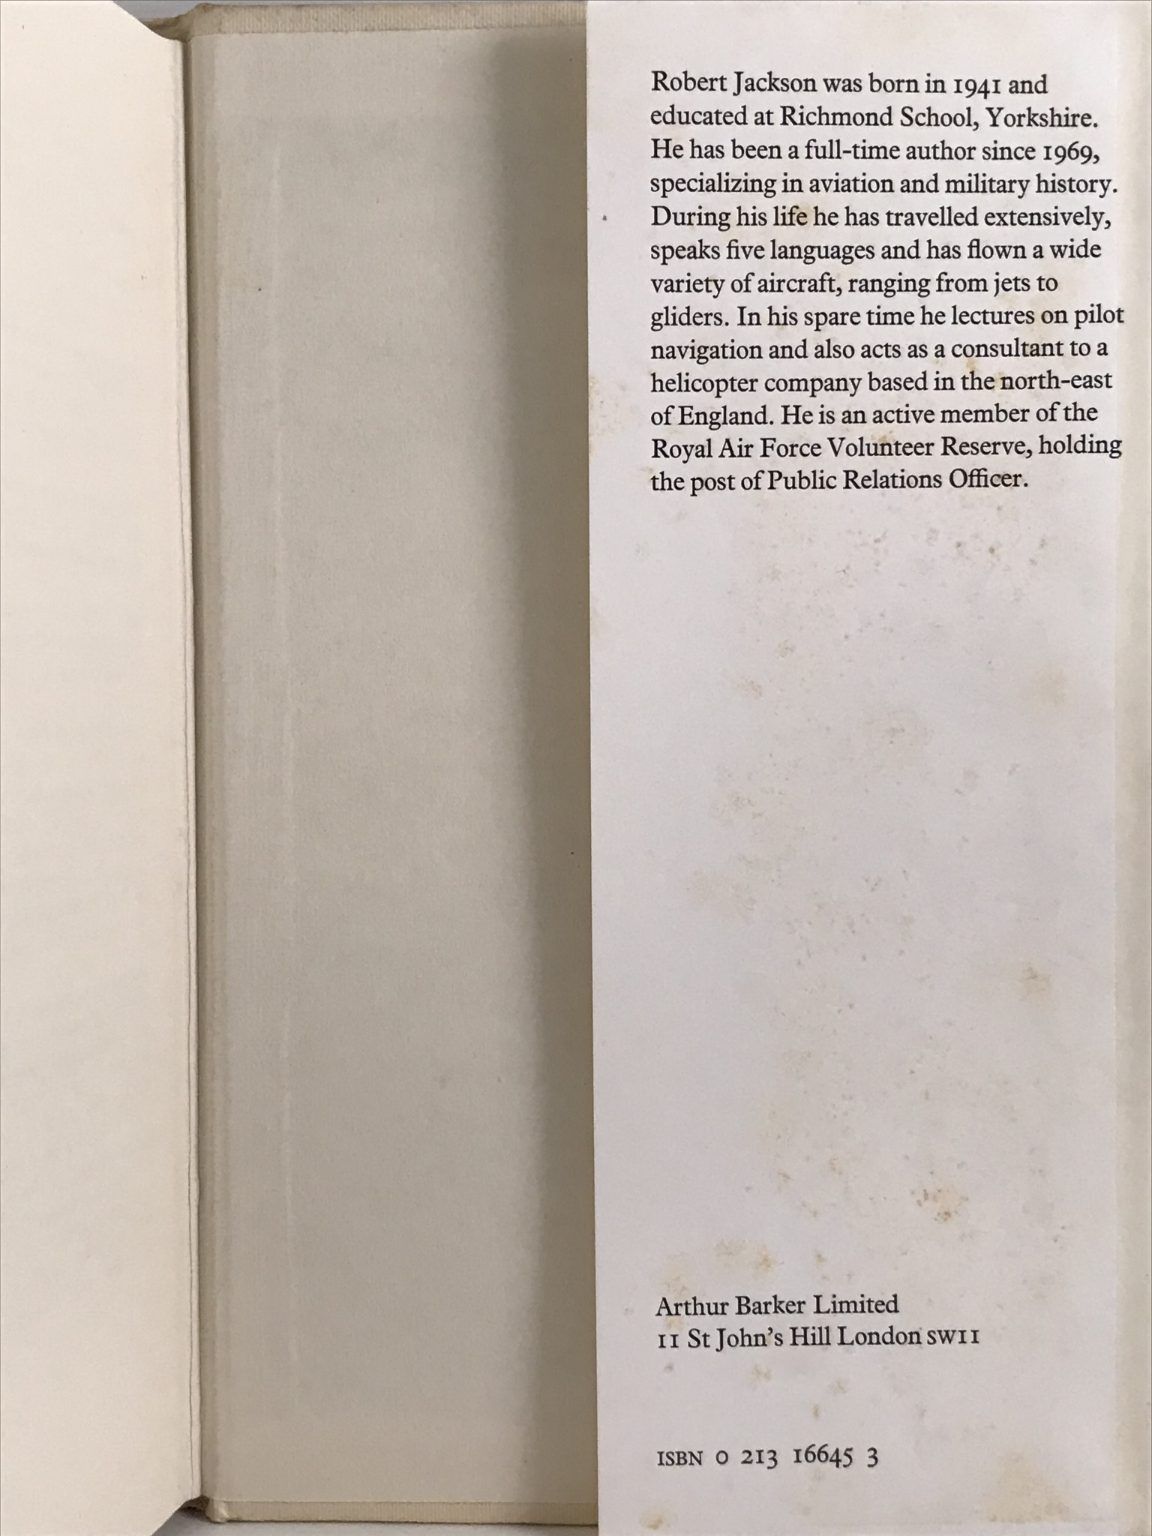 Robert Jackson was born in 1941 and
educated at Richmond School, Yorkshire.
He has been a full-time author since 1969,
specializing in aviation and military history.
During his life he has travelled extensively,
speaks five languages and has flown a wide
variety of aircraft, ranging from jets to
gliders. In his spare time he lectures on pilot
navigation and also acts as a consultant to a
helicopter company based in the north-east
of England. He is an active member of the
Royal Air Force Volunteer Reserve, holding
the post of Public Relations Officer.
Arthur Barker Limited
11 St John's Hill London SW11
ISBN 0 213 16645 3